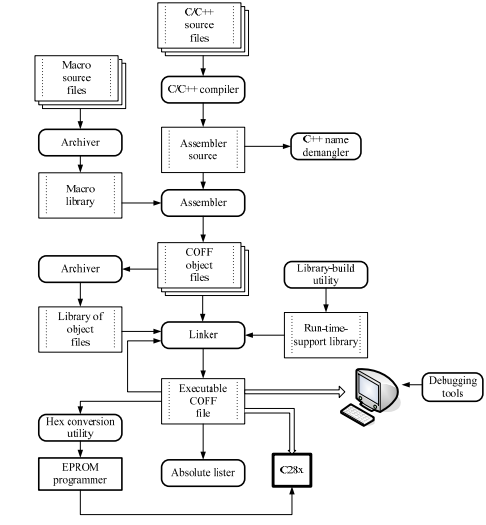 C/C++
source
files
Macro
source
files
C/C++ compiler
Archiver
Assembler
source
C++ name
demangler
Macro
library
Assembler
Archiver
COFF
object
files
Library-build
utility
Library of
object
files
Linker
Run-time-
support library
Executable
COFF
file
Debugging
tools
Hex conversion
utility
EPROM
programmer
Absolute lister
C28x